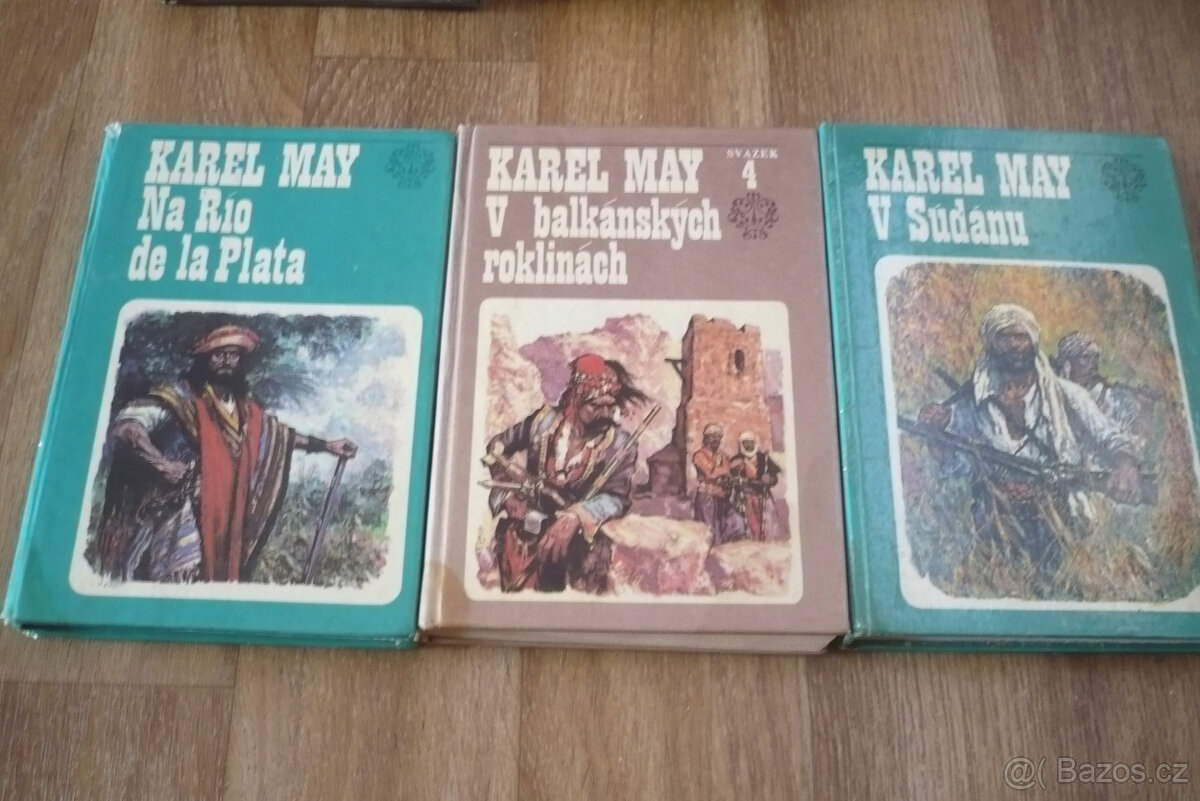 KAREL MAY
Na Río
de la Plata
KAREL MAY
SVAZEK
4
V balkánských
roklinách
KAREL MAY
V Súdánu
@( Bazos.cz